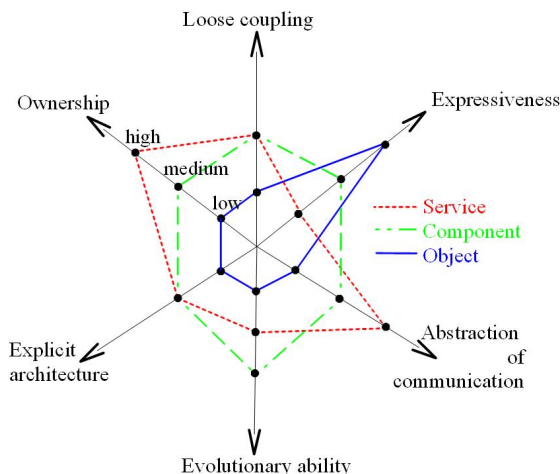 Loose coupling
Ownership
Expressiveness
high
medium
low
Service
Component
Object
Explicit
architecture
Abstraction
of
communication
Evolutionary ability